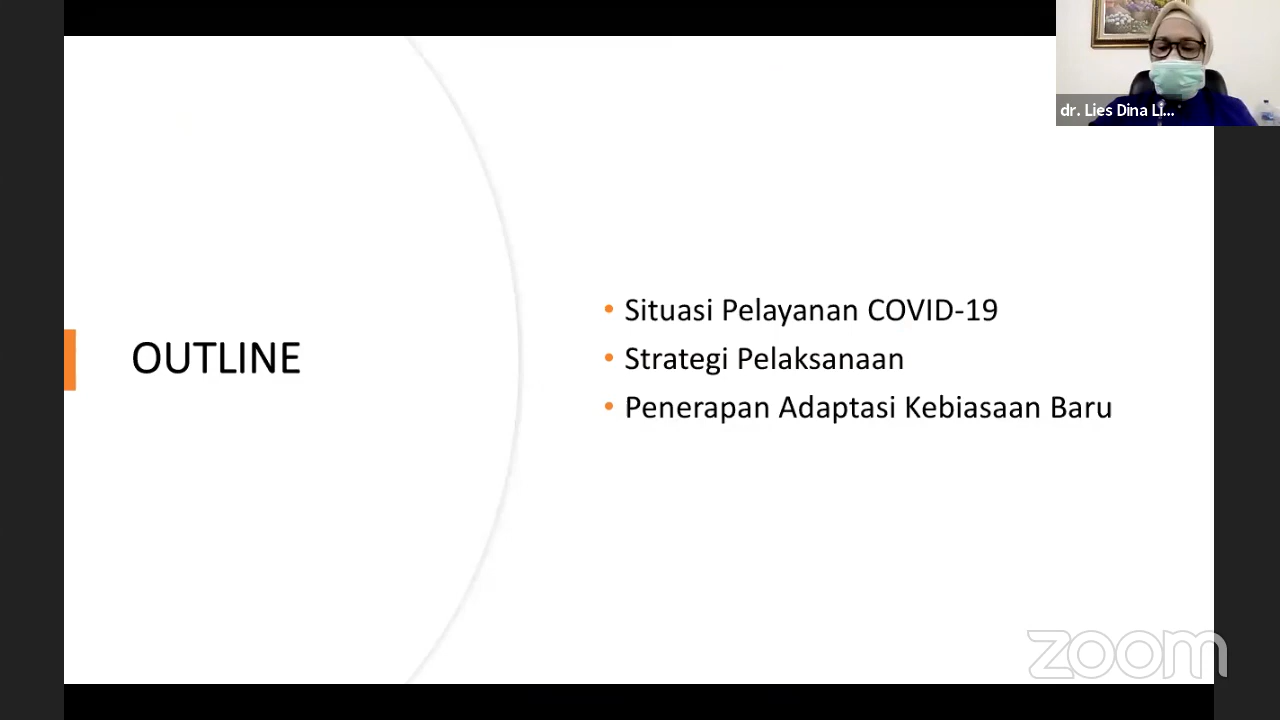 dr. Lies Dina Li...
OUTLINE
• Situasi Pelayanan COVID-19
• Strategi Pelaksanaan
• Penerapan Adaptasi Kebiasaan Baru
zoom